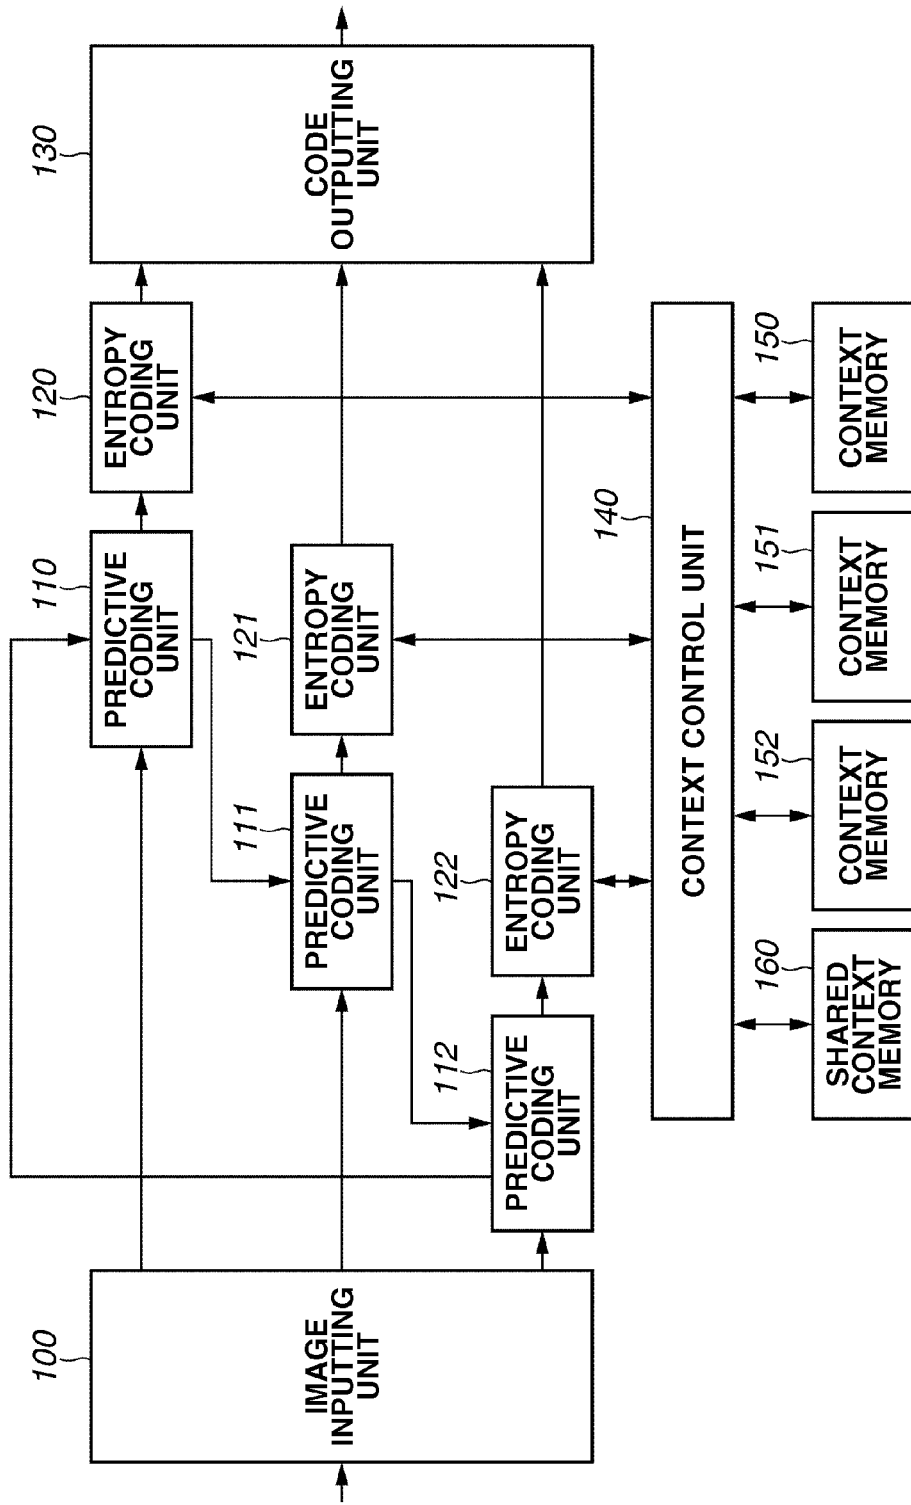 100
IMAGE
INPUTTING
UNIT
110
PREDICTIVE
CODING
UNIT
120
ENTROPY
CODING
UNIT
130
CODE
OUTPUTTING
UNIT
111
PREDICTIVE
CODING
UNIT
121
ENTROPY
CODING
UNIT
112
PREDICTIVE
CODING
UNIT
122
ENTROPY
CODING
UNIT
140
CONTEXT CONTROL UNIT
160
SHARED
CONTEXT
MEMORY
152
CONTEXT
MEMORY
151
CONTEXT
MEMORY
150
CONTEXT
MEMORY